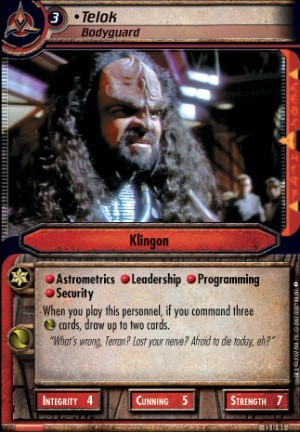 3
•Telok
Bodyguard
Klingon
Astrometrics Leadership Programming
Security
When you play this personnel, if you command three
cards, draw up to two cards.
"What's wrong, Terran? Lost your nerve? Afraid to die today, eh?"
INTEGRITY 4 CUNNING 5 STRENGTH 7